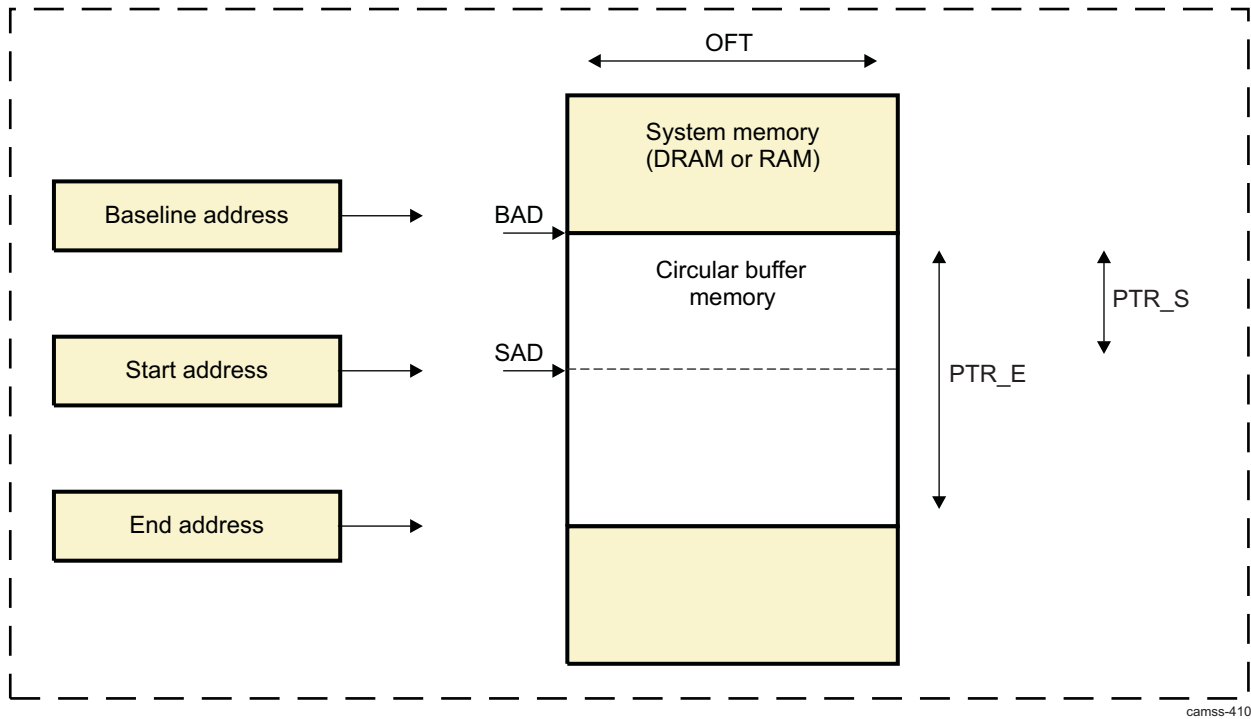 OFT
System memory
(DRAM or RAM)
Baseline address
BAD
Circular buffer
memory
PTR_S
Start address
SAD
PTR_E
End address
camss-410